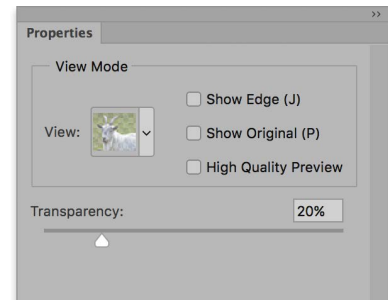 Properties
View Mode
Show Edge (J)
View:
Show Original (P)
High Quality Preview
Transparency:
20%